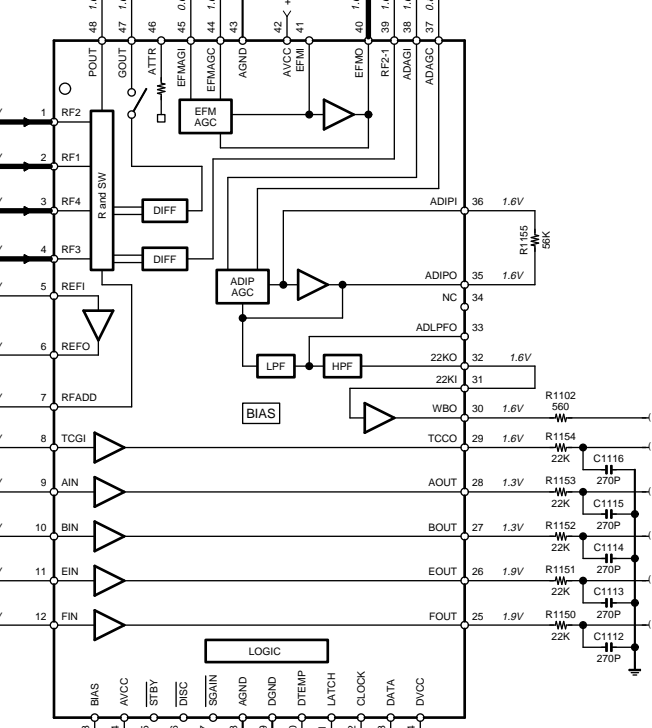 48 47 46 45 44 43 42 41 40 39 38 37
POUT GOUT ATTR EFMAGI EFMAGC AGND AVCC EFMI EFMO RF2-1 ADAGI ADAGC
EFM
AGC
1 RF2
2 RF1
3 RF4
4 RF3
5 REFI
6 REFO
7 RFADD
8 TCGI
9 AIN
10 BIN
11 EIN
12 FIN
R and SW
DIFF
DIFF
ADIP
AGC
LPF
HPF
BIAS
LOGIC
ADIPI 36 1.6V
R1155
56K
ADIPO 35 1.6V
NC 34
ADLPFO 33
22KO 32 1.6V
22KI 31
WBO 30 1.6V
R1102
560
TCCO 29 1.6V
R1154
22K
C1116
270P
AOUT 28 1.3V
R1153
22K
C1115
270P
BOUT 27 1.3V
R1152
22K
C1114
270P
EOUT 26 1.9V
R1151
22K
C1113
270P
FOUT 25 1.9V
R1150
22K
C1112
270P
BIAS AVCC STBY DISC SGAIN AGND DGND DTEMP LATCH CLOCK DATA DVCC